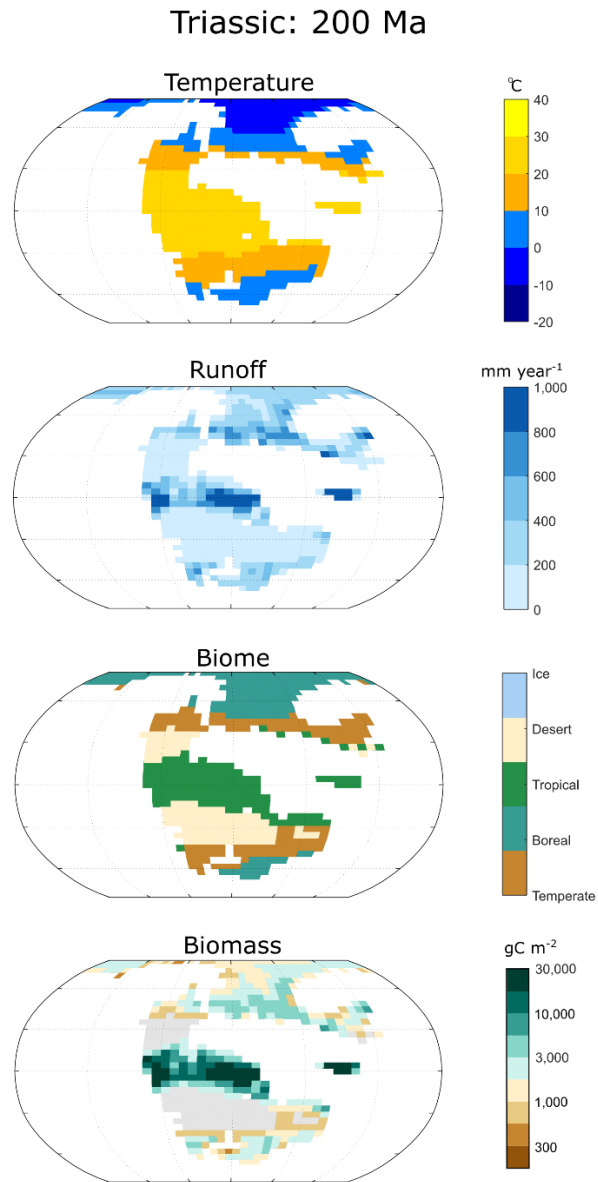 Triassic: 200 Ma
Temperature
°C
40
30
20
10
0
-10
-20
Runoff
mm year⁻¹
1,000
800
600
400
200
0
Biome
Ice
Desert
Tropical
Boreal
Temperate
Biomass
gC m⁻²
30,000
10,000
3,000
1,000
300